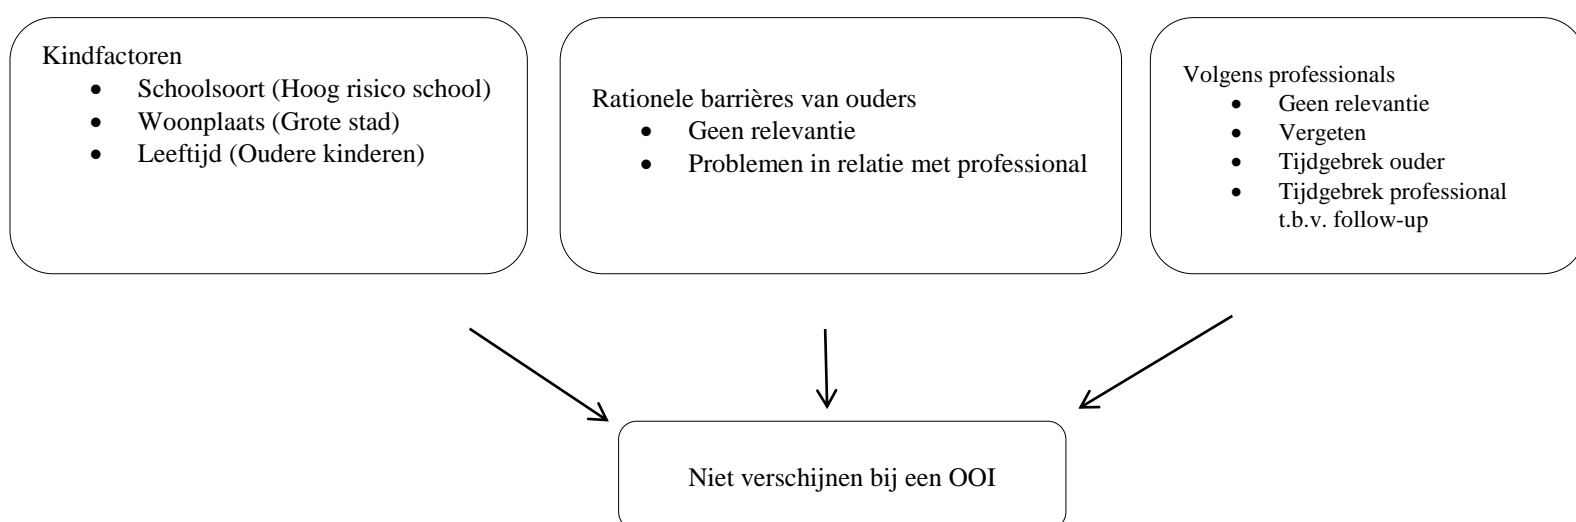 Kindfactoren
• Schoolsoort (Hoog risico school)
• Woonplaats (Grote stad)
• Leeftijd (Oudere kinderen)
Rationele barrières van ouders
• Geen relevantie
• Problemen in relatie met professional
Volgens professionals
• Geen relevantie
• Vergeten
• Tijdgebrek ouder
• Tijdgebrek professional
t.b.v. follow-up
Niet verschijnen bij een OOI